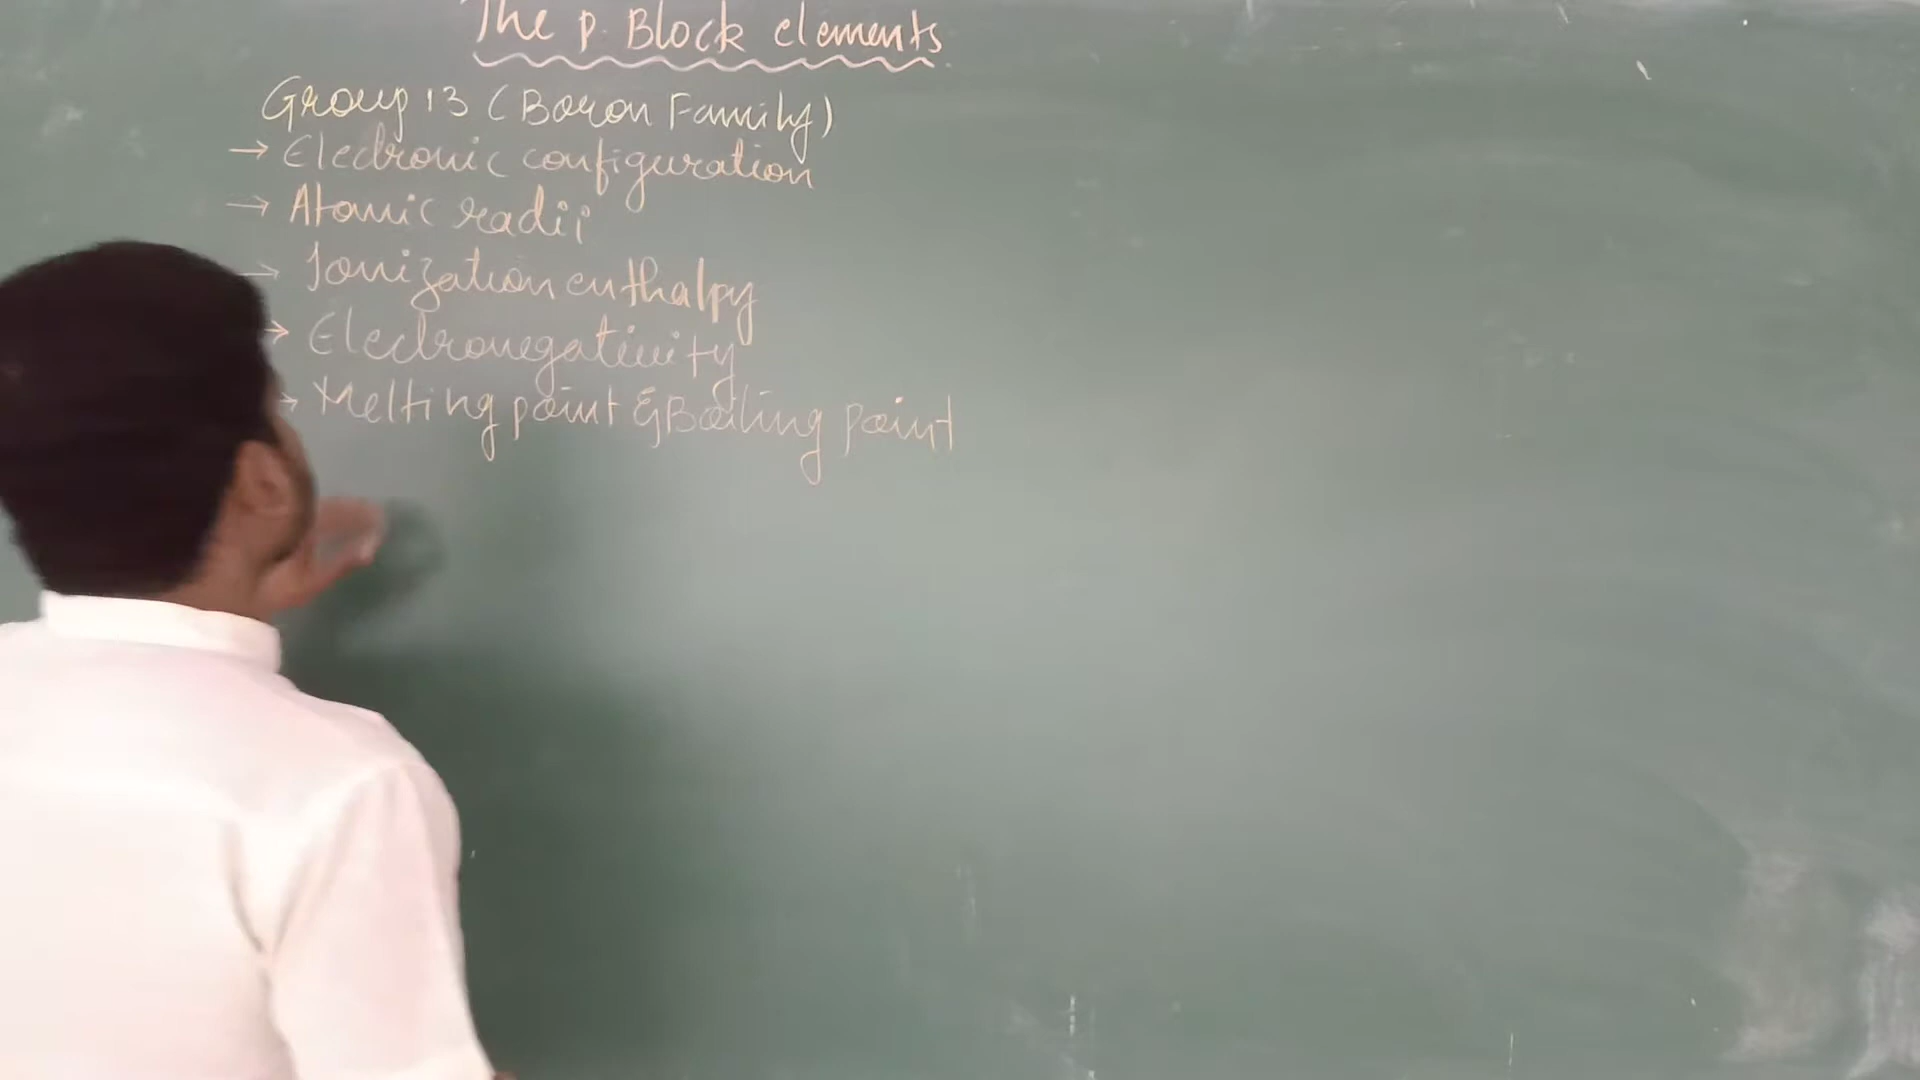 The P. Block elements
Group 13 (Boron Family)
→ Electronic configuration
→ Atomic radii
→ Ionization enthalpy
→ Electronegativity
→ Melting point & Boiling point